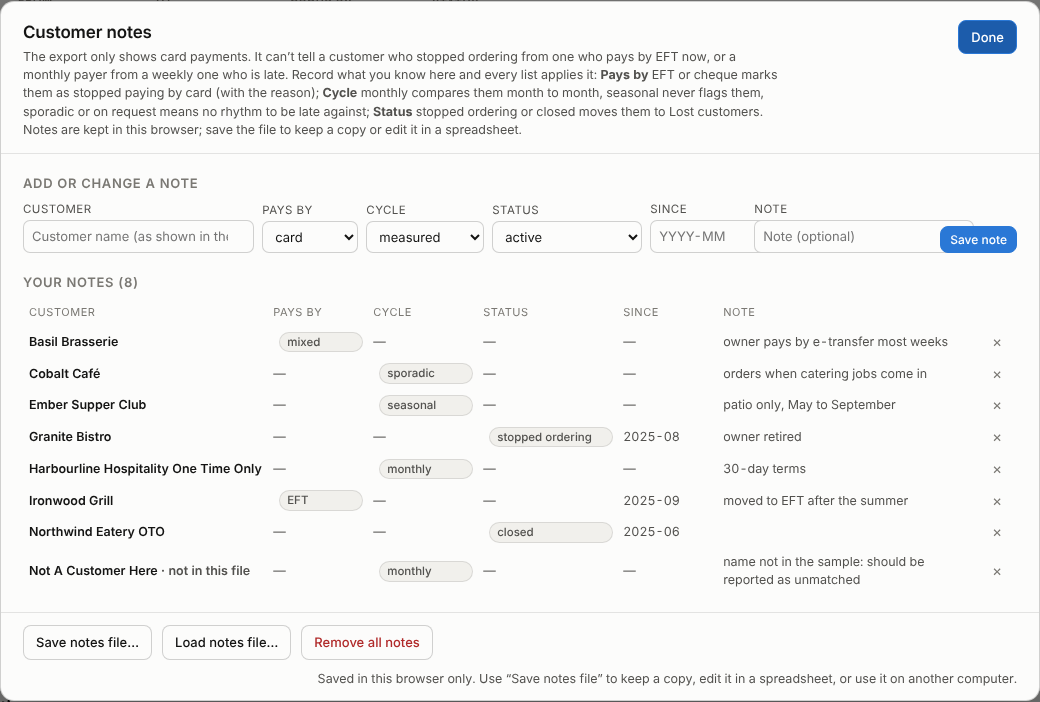 Customer notes
Done
The export only shows card payments. It can’t tell a customer who stopped ordering from one who pays by EFT now, or a
monthly payer from a weekly one who is late. Record what you know here and every list applies it: Pays by EFT or cheque marks
them as stopped paying by card (with the reason); Cycle monthly compares them month to month, seasonal never flags them,
sporadic or on request means no rhythm to be late against; Status stopped ordering or closed moves them to Lost customers.
Notes are kept in this browser; save the file to keep a copy or edit it in a spreadsheet.
ADD OR CHANGE A NOTE
CUSTOMER PAYS BY CYCLE STATUS SINCE NOTE
Customer name (as shown in the card measured active YYYY-MM Note (optional) Save note
YOUR NOTES (8)
CUSTOMER PAYS BY CYCLE STATUS SINCE NOTE
Basil Brasserie mixed — — — owner pays by e-transfer most weeks ×
Cobalt Café — sporadic — — orders when catering jobs come in ×
Ember Supper Club — seasonal — — patio only, May to September ×
Granite Bistro — — stopped ordering 2025-08 owner retired ×
Harbourline Hospitality One Time Only — monthly — — 30-day terms ×
Ironwood Grill EFT — — 2025-09 moved to EFT after the summer ×
Northwind Eatery OTO — — closed 2025-06 ×
Not A Customer Here · not in this file — monthly — — name not in the sample: should be
reported as unmatched ×
Save notes file… Load notes file… Remove all notes
Saved in this browser only. Use “Save notes file” to keep a copy, edit it in a spreadsheet, or use it on another computer.